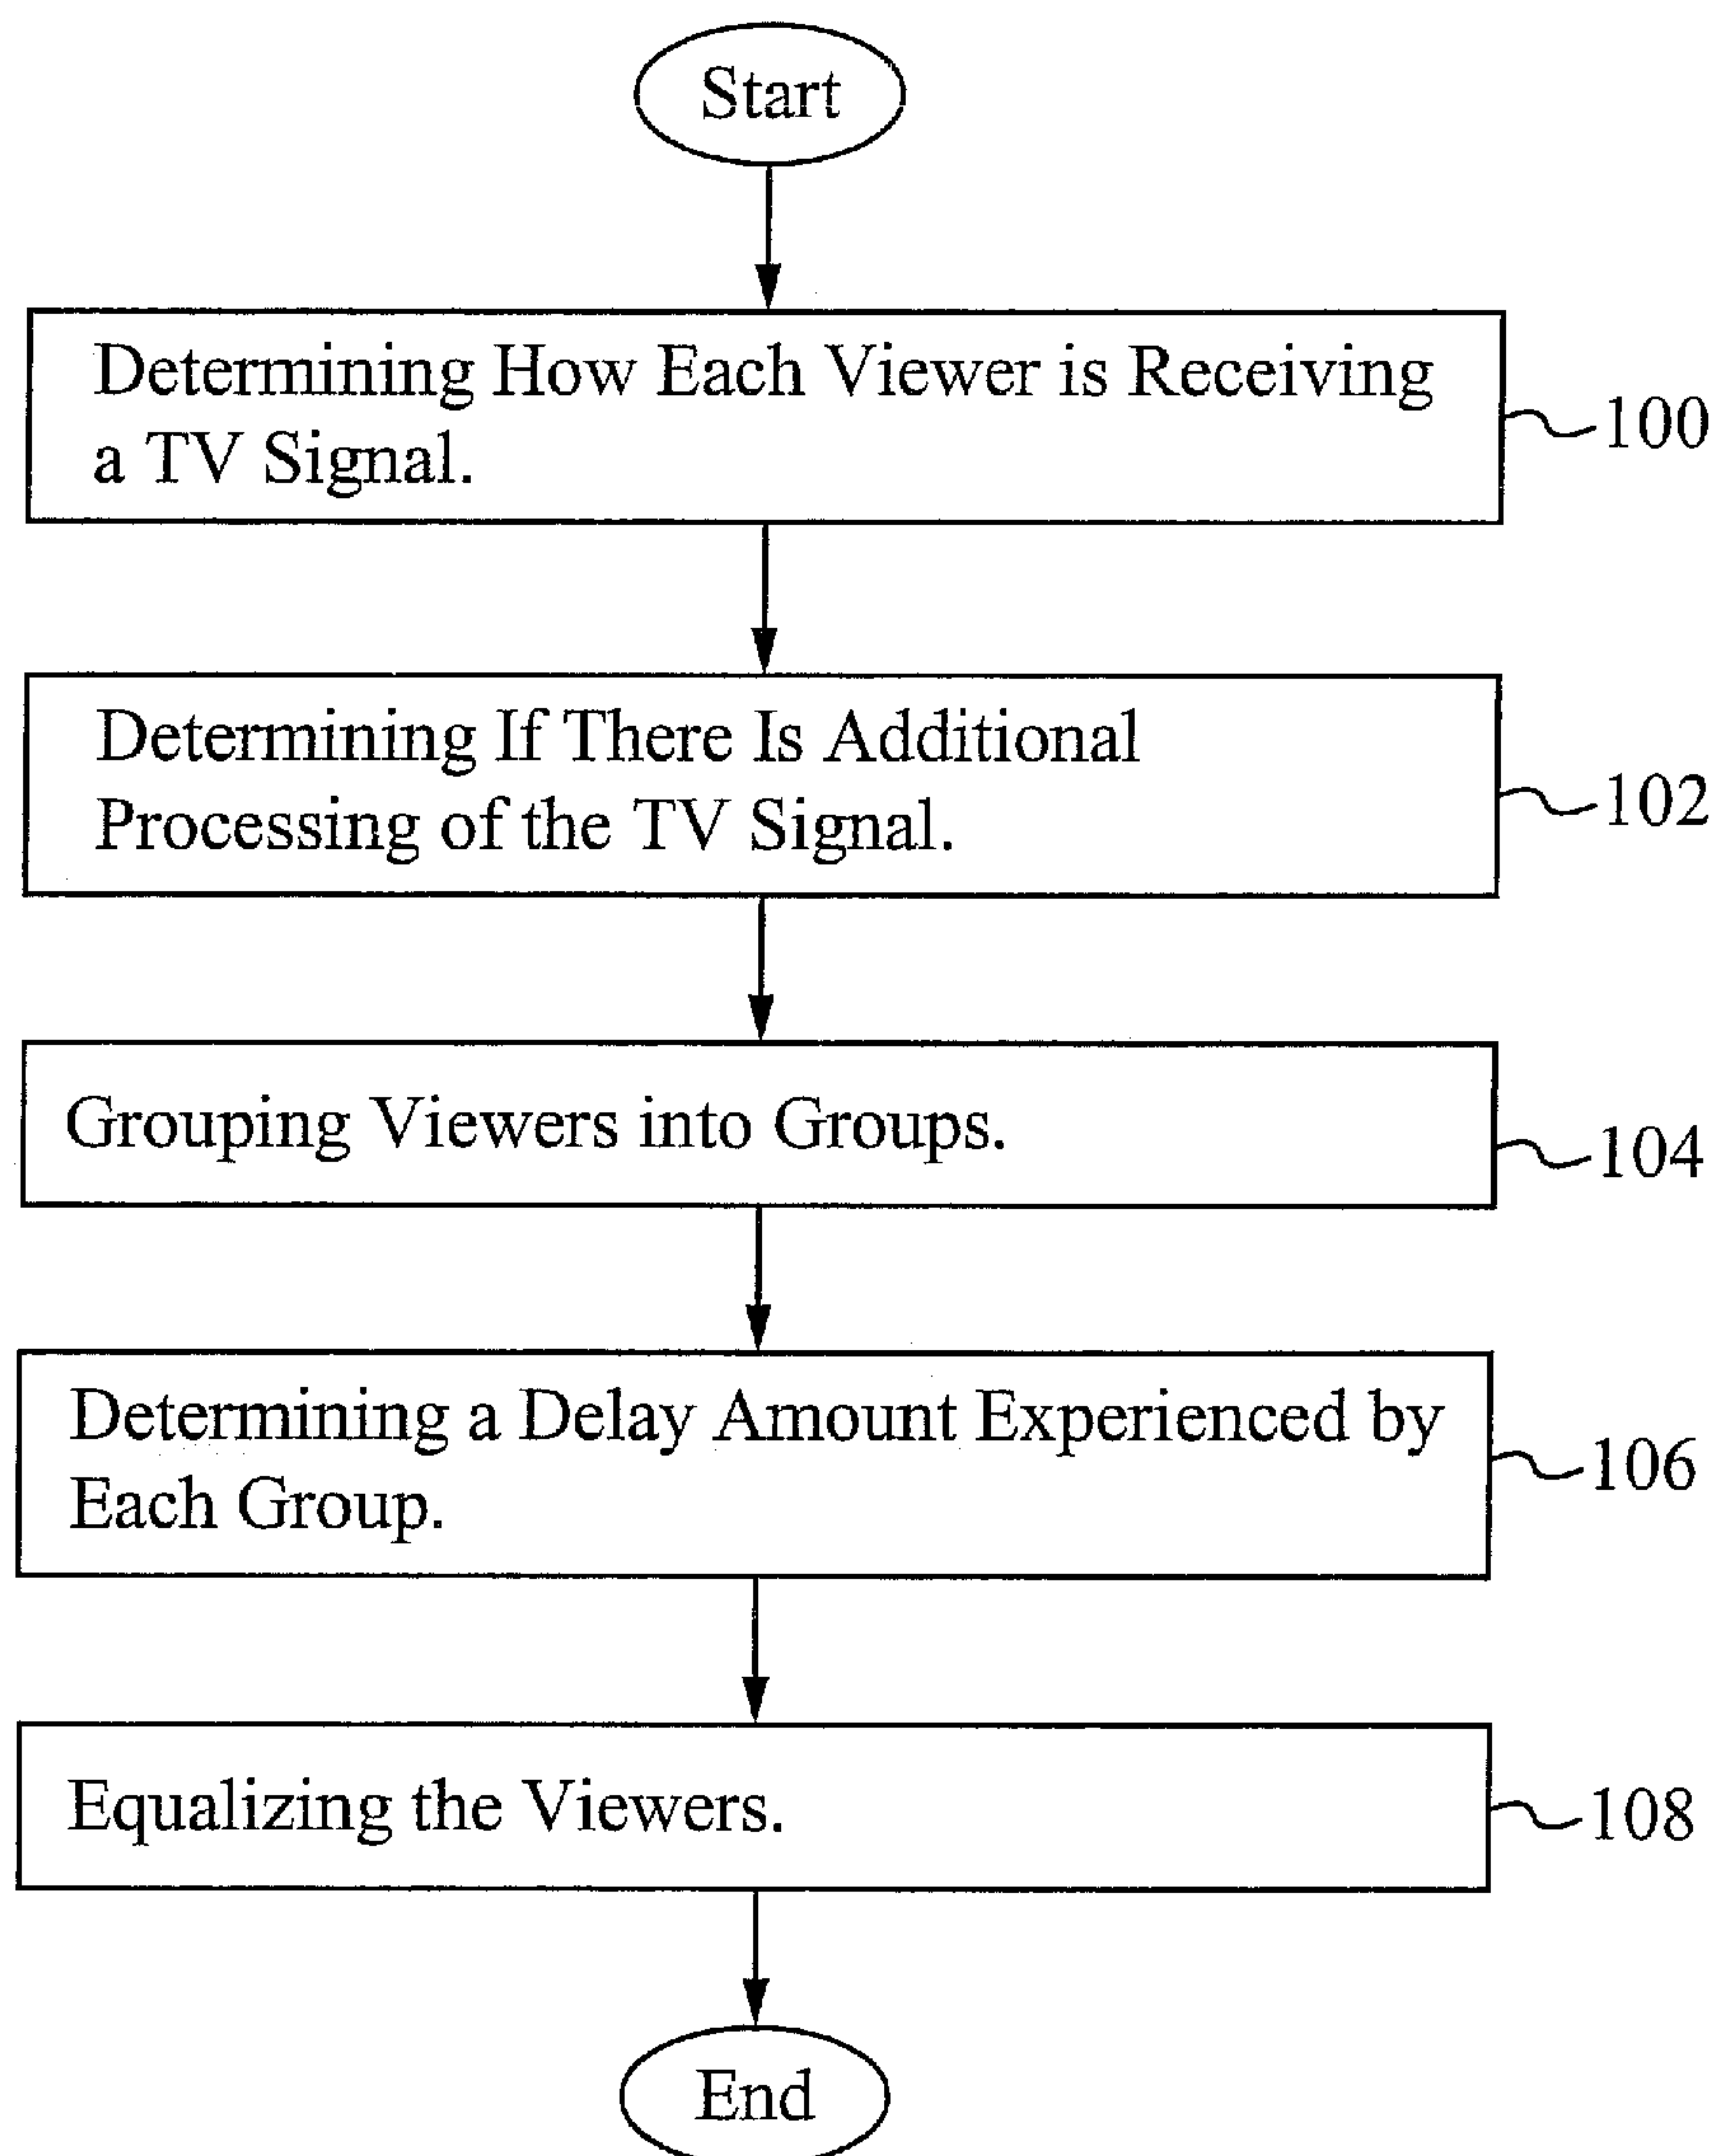 Start
Determining How Each Viewer is Receiving
a TV Signal.
100
Determining If There Is Additional
Processing of the TV Signal.
102
Grouping Viewers into Groups.
104
Determining a Delay Amount Experienced by
Each Group.
106
Equalizing the Viewers.
108
End